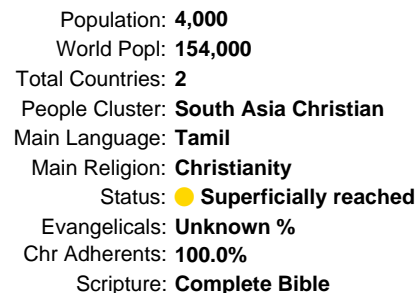 Population: 4,000
World Popl: 154,000
Total Countries: 2
People Cluster: South Asia Christian
Main Language: Tamil
Main Religion: Christianity
Status: Superficially reached
Evangelicals: Unknown %
Chr Adherents: 100.0%
Scripture: Complete Bible